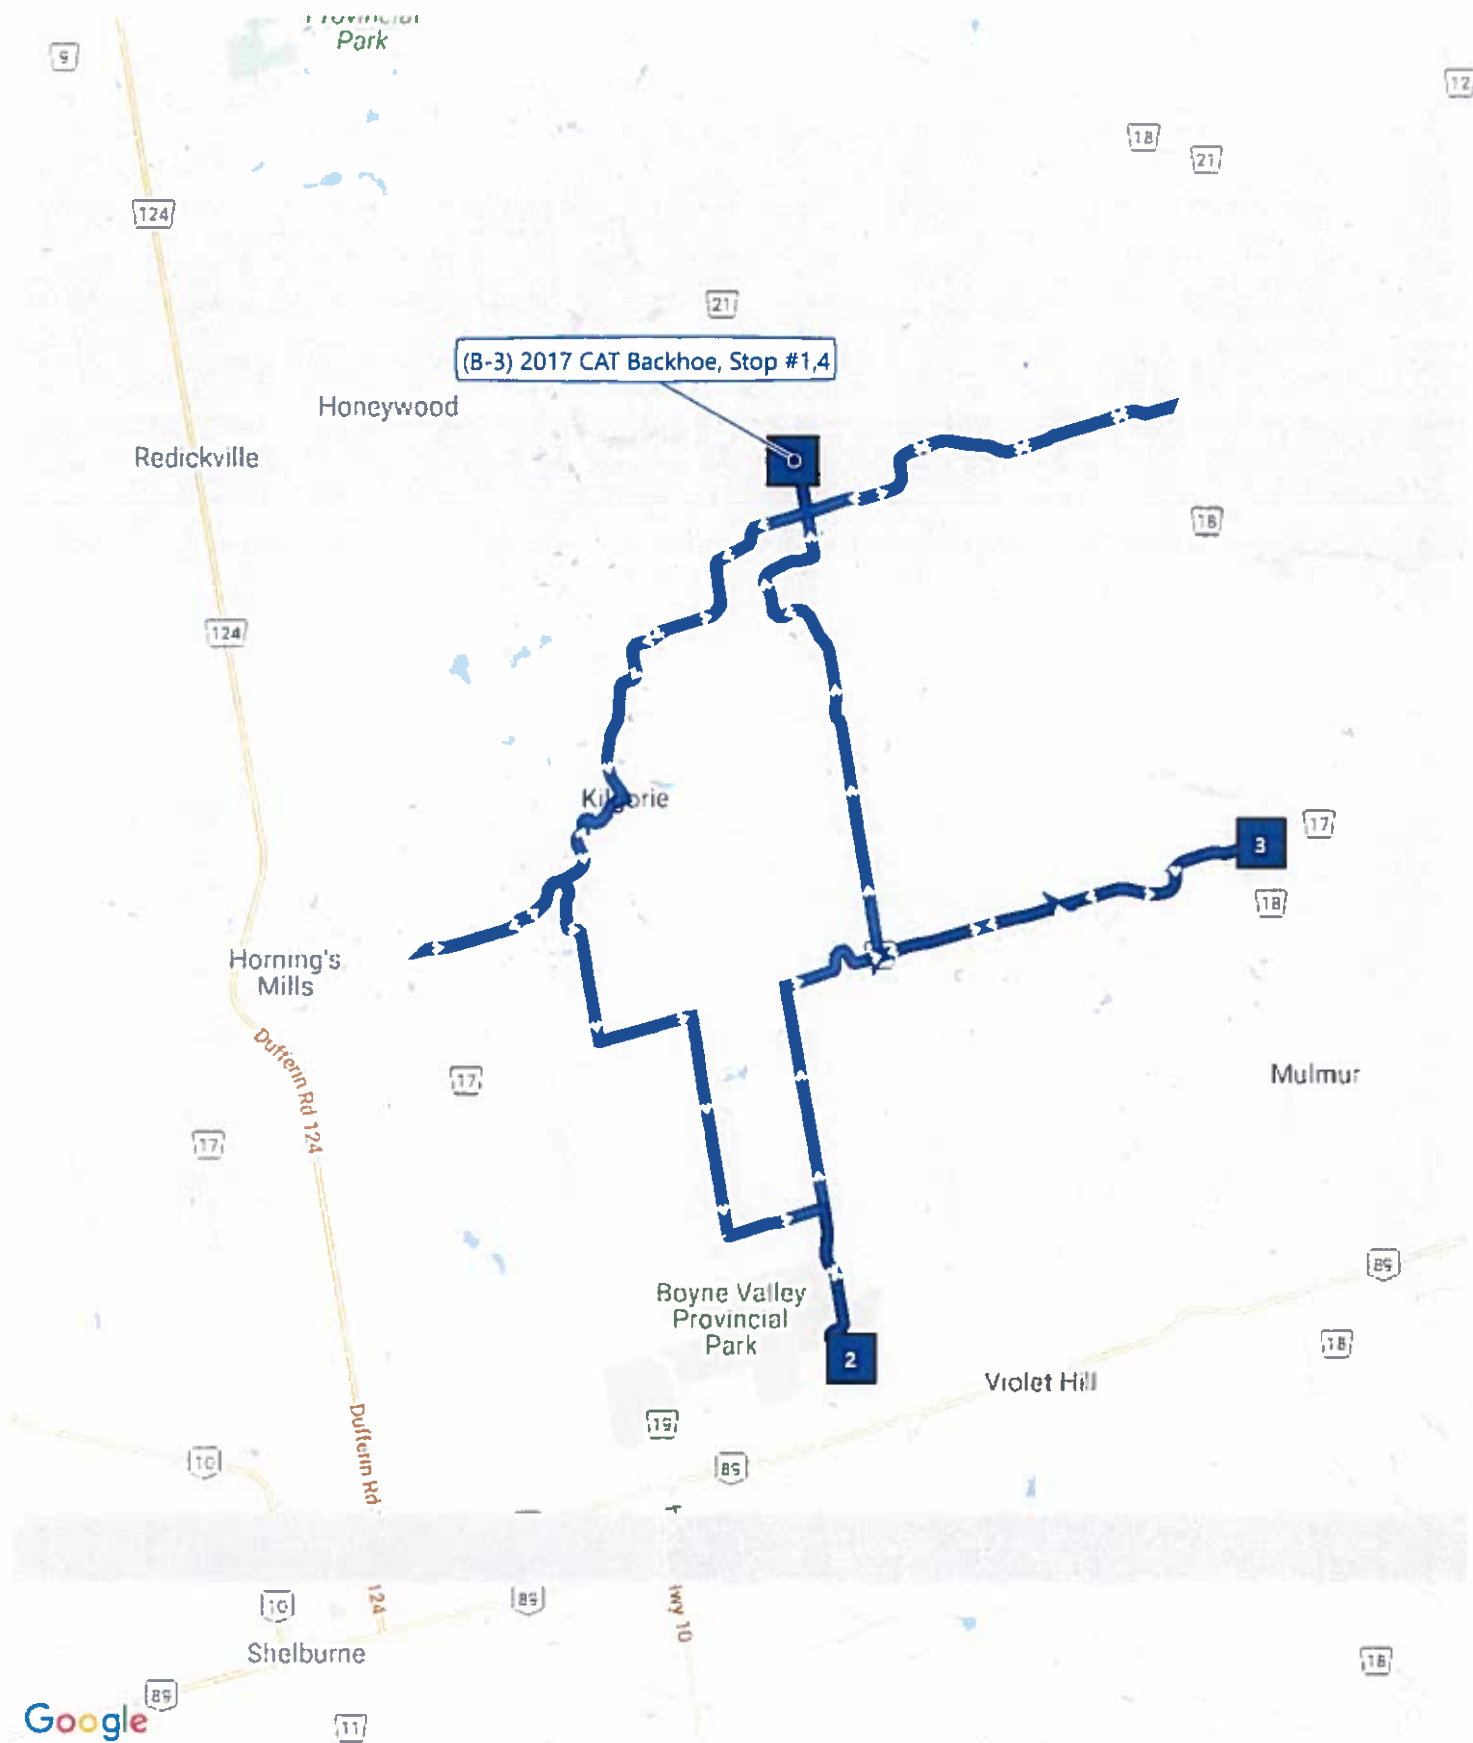 Provincial
Park
9
12
18
21
124
21
(B-3) 2017 CAT Backhoe, Stop #1,4
Honeywood
Redickville
18
124
Kilgorie
17
3
18
Horning's
Mills
Dufferin Rd 124
17
Mulmur
17
89
Boyne Valley
Provincial
Park
18
2
Violet Hill
Dufferin Rd
19
10
89
124
10
89
Hwy 10
Shelburne
18
89
Google
11